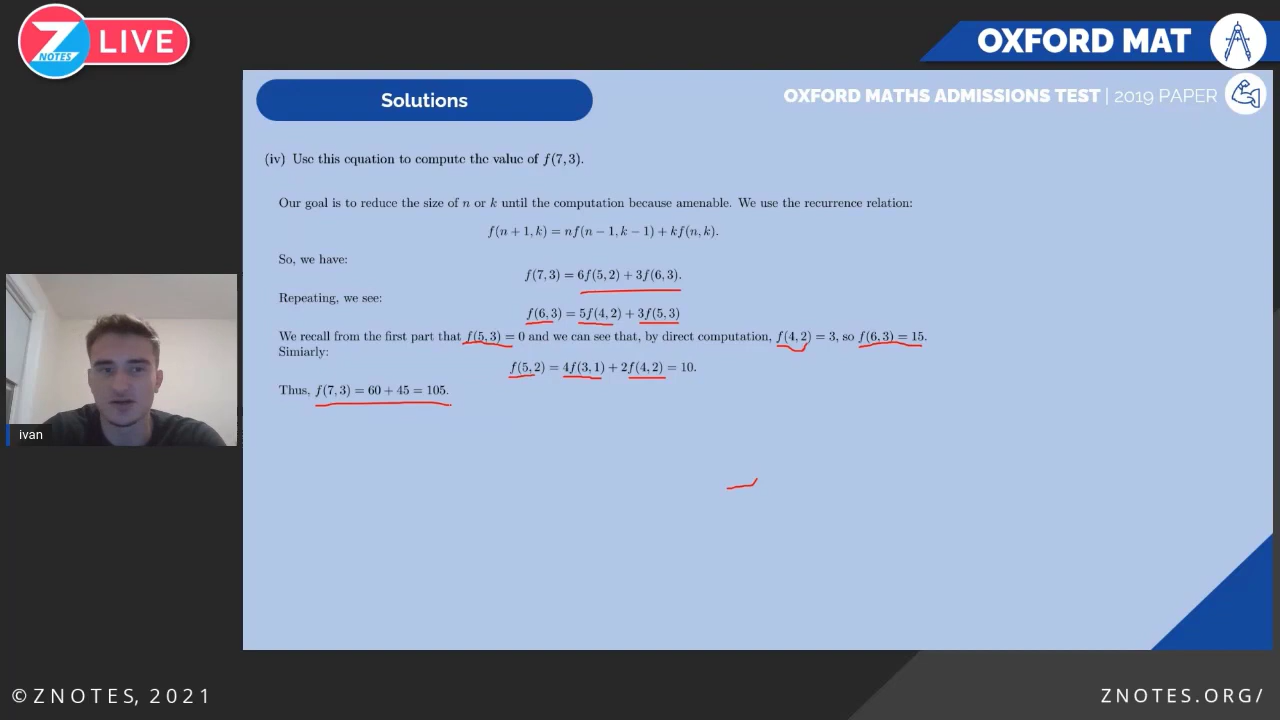 Z NOTES LIVE
OXFORD MAT
Solutions
OXFORD MATHS ADMISSIONS TEST | 2019 PAPER
(iv) Use this equation to compute the value of f(7, 3).
Our goal is to reduce the size of n or k until the computation because amenable. We use the recurrence relation:
f(n + 1, k) = nf(n − 1, k − 1) + kf(n, k).
So, we have:
f(7, 3) = 6f(5, 2) + 3f(6, 3).
Repeating, we see:
f(6, 3) = 5f(4, 2) + 3f(5, 3)
We recall from the first part that f(5, 3) = 0 and we can see that, by direct computation, f(4, 2) = 3, so f(6, 3) = 15.
Simiarly:
f(5, 2) = 4f(3, 1) + 2f(4, 2) = 10.
Thus, f(7, 3) = 60 + 45 = 105.
ivan
© ZNOTES, 2021
ZNOTES.ORG/